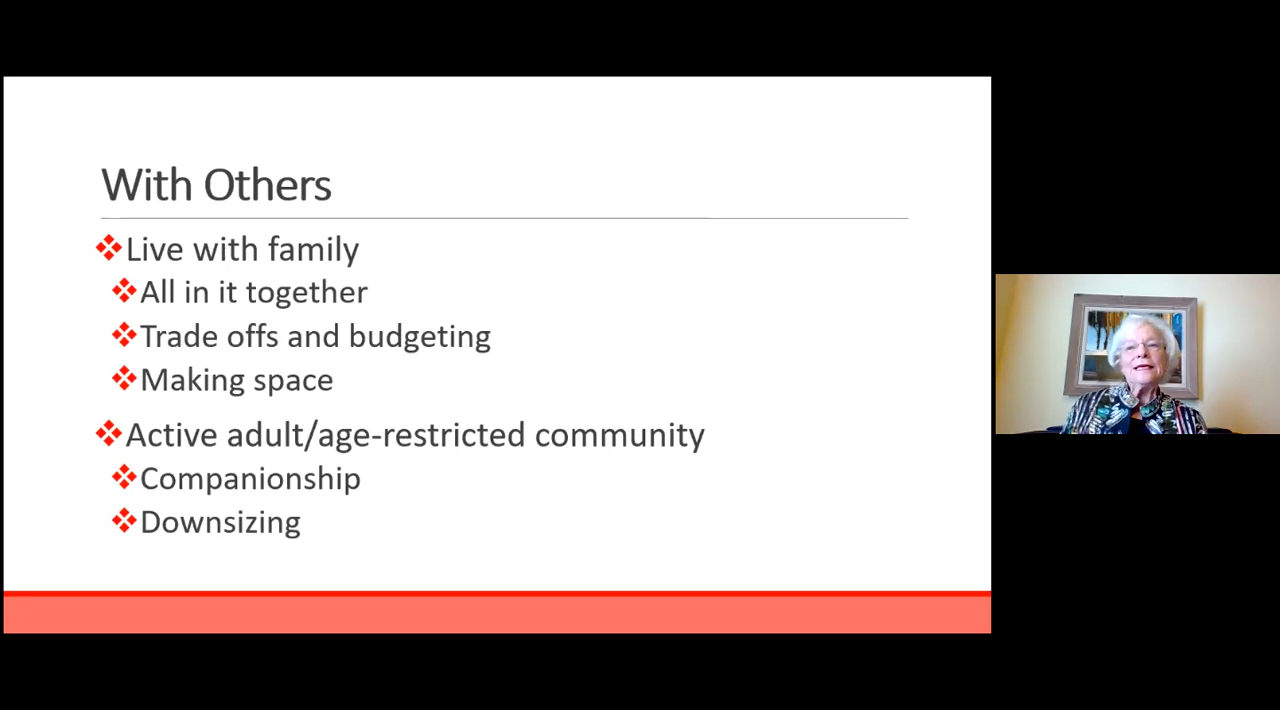 With Others
Live with family
All in it together
Trade offs and budgeting
Making space
Active adult/age-restricted community
Companionship
Downsizing